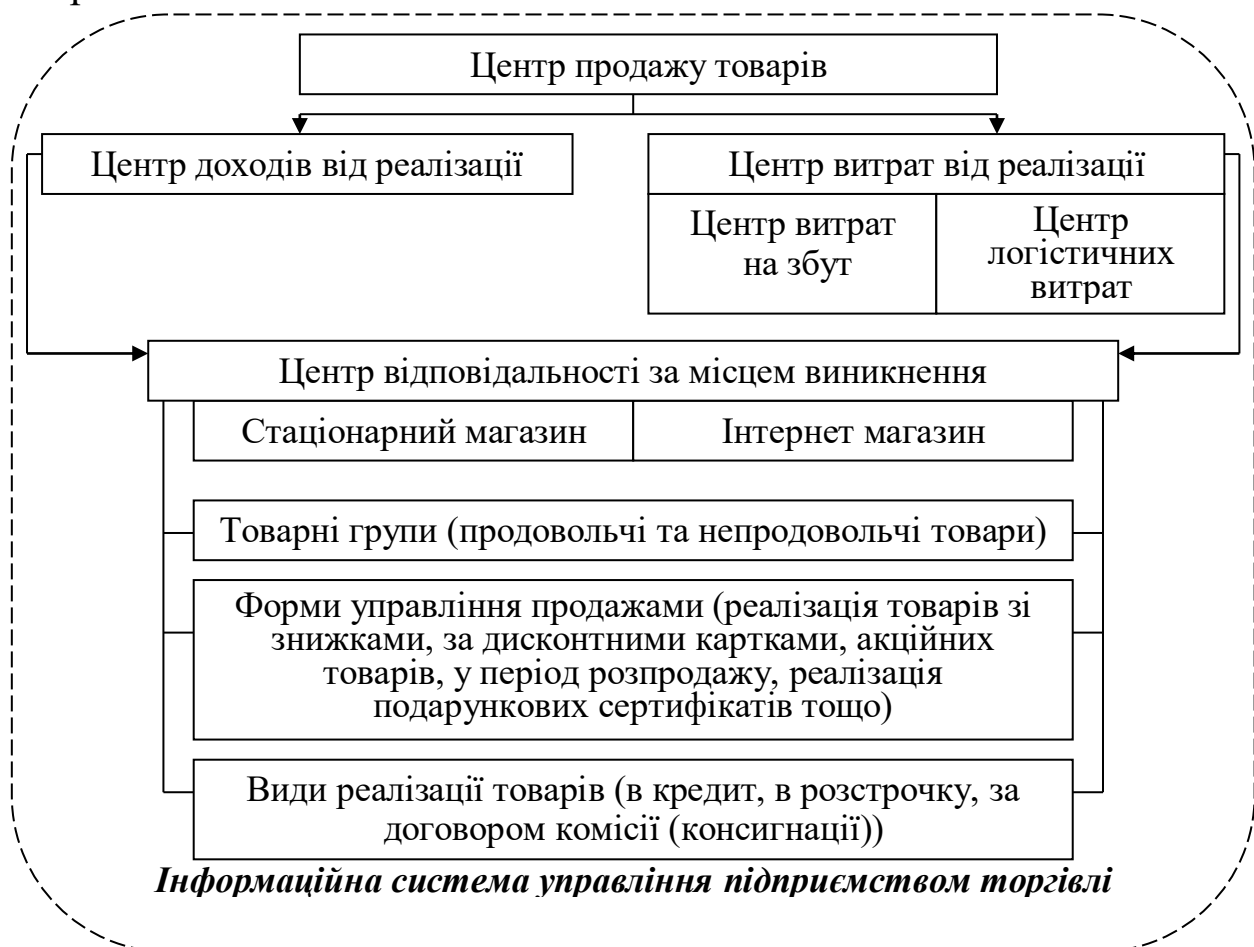 Центр продажу товарів
Центр доходів від реалізації
Центр витрат від реалізації
Центр витрат
на збут
Центр
логістичних
витрат
Центр відповідальності за місцем виникнення
Стаціонарний магазин
Інтернет магазин
Товарні групи (продовольчі та непродовольчі товари)
Форми управління продажами (реалізація товарів зі
знижками, за дисконтними картками, акційних
товарів, у період розпродажу, реалізація
подарункових сертифікатів тощо)
Види реалізації товарів (в кредит, в розстрочку, за
договором комісії (консигнації))
Інформаційна система управління підприємством торгівлі